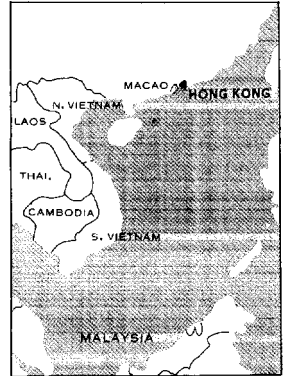 MACAO
HONG KONG
N. VIETNAM
LAOS
THAI.
CAMBODIA
S. VIETNAM
MALAYSIA